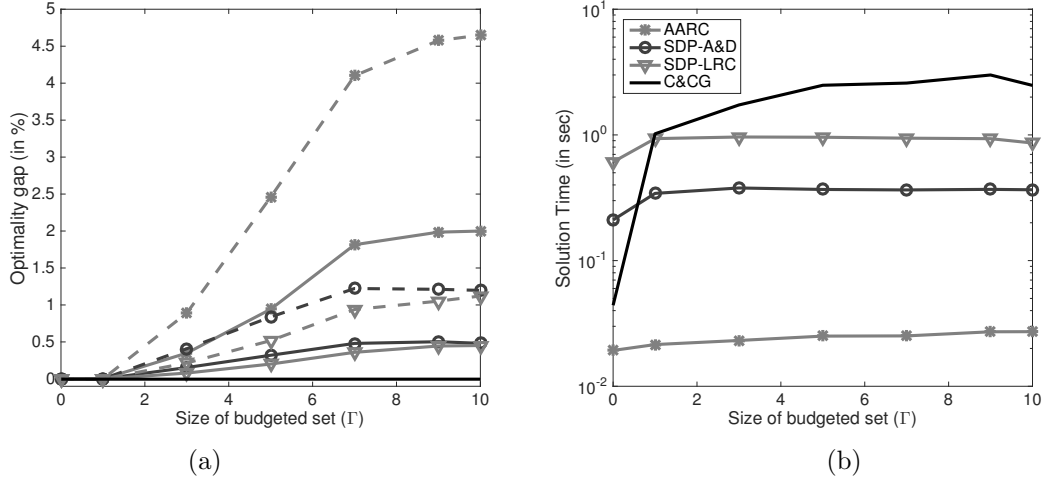 5
4.5
4
3.5
3
2.5
2
1.5
1
0.5
0
Optimality gap (in %)
0 2 4 6 8 10
Size of budgeted set (Γ)
(a)
10^1
10^0
10^-1
10^-2
Solution Time (in sec)
AARC
SDP-A&D
SDP-LRC
C&CG
0 2 4 6 8 10
Size of budgeted set (Γ)
(b)